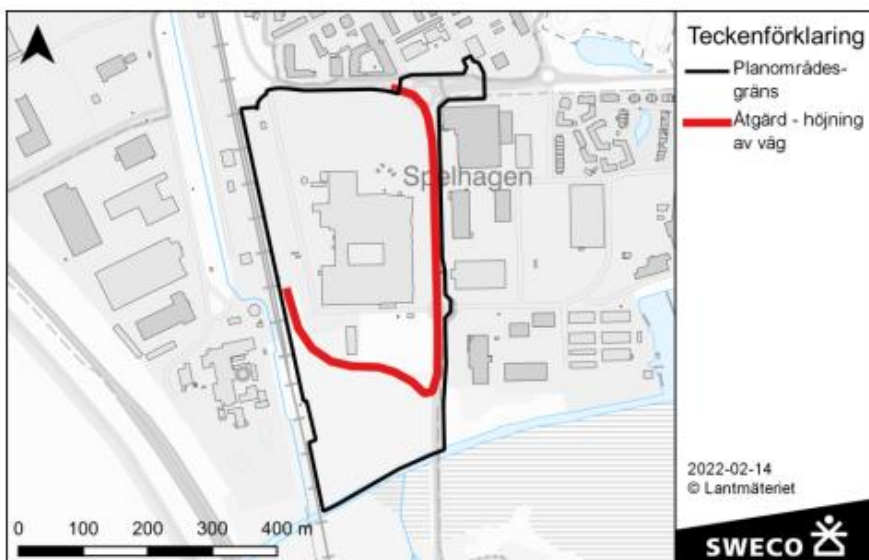 Teckenförklaring
Planområdes-
gräns
Åtgärd - höjning
av väg
Spelhagen
0 100 200 300 400 m
2022-02-14
© Lantmäteriet
SWECO